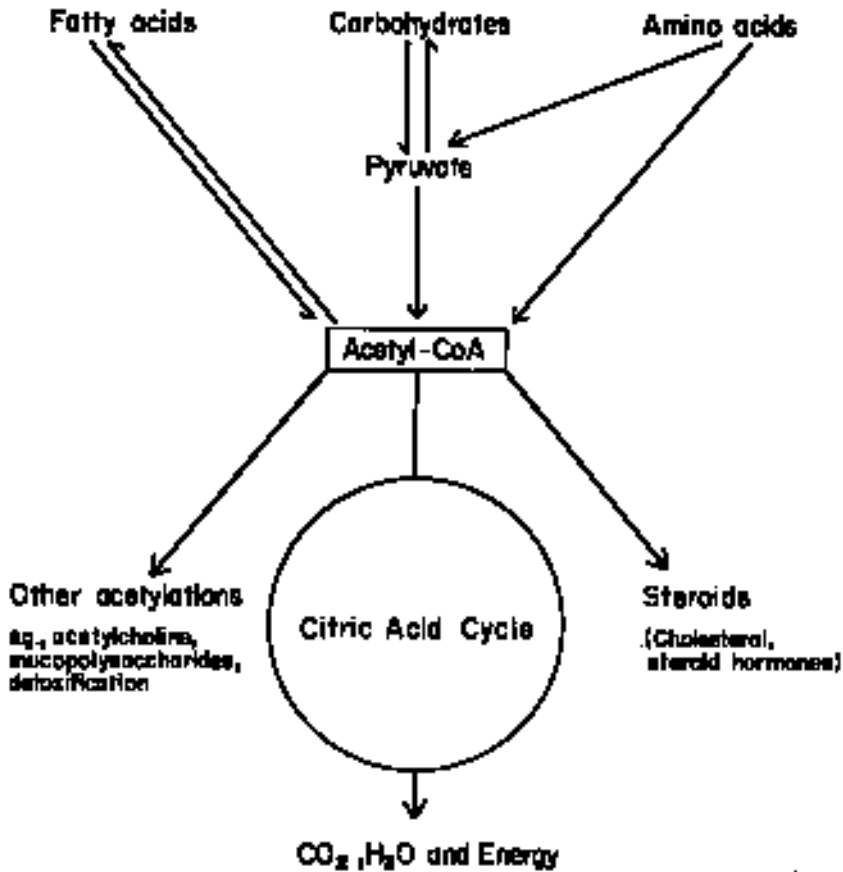 Fatty acids Carbohydrates Amino acids
Pyruvate
Acetyl-CoA
Other acetylations
eg., acetylcholine,
mucopolysaccharides,
detoxification
Citric Acid Cycle
Steroids
(Cholesterol,
steroid hormones)
CO₂ ,H₂O and Energy